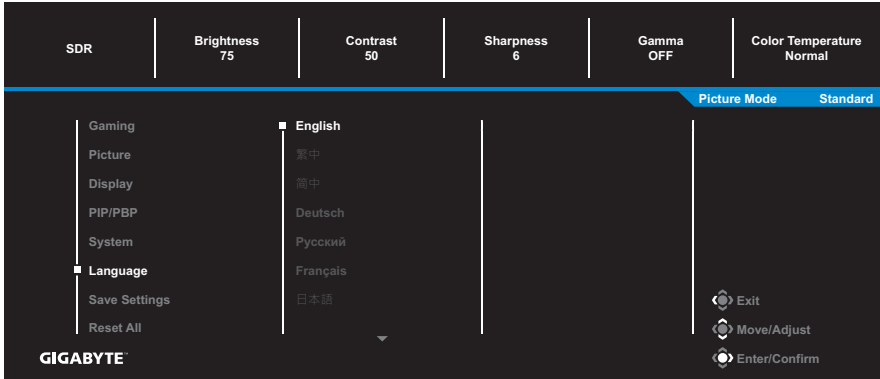 SDR
Brightness
75
Contrast
50
Sharpness
6
Gamma
OFF
Color Temperature
Normal
Picture Mode Standard
Gaming
Picture
Display
PIP/PBP
System
Language
Save Settings
Reset All
English
繁中
简中
Deutsch
Русский
Français
日本語
Exit
Move/Adjust
Enter/Confirm
GIGABYTE™